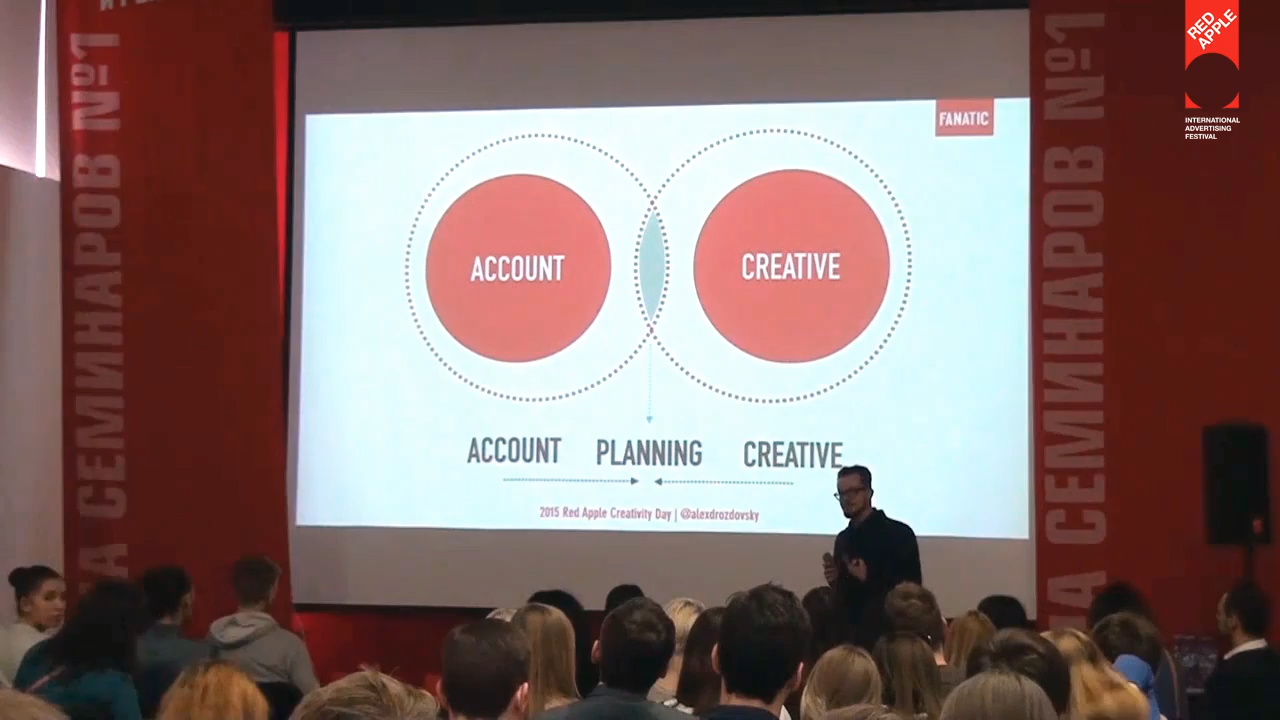 RED
APPLE
INTERNATIONAL
ADVERTISING
FESTIVAL
FANATIC
ACCOUNT
CREATIVE
ACCOUNT PLANNING CREATIVE
2015 Red Apple Creativity Day | @alexdrozdovsky
СЕМИНАРОВ №1
СЕМИНАРОВ №1